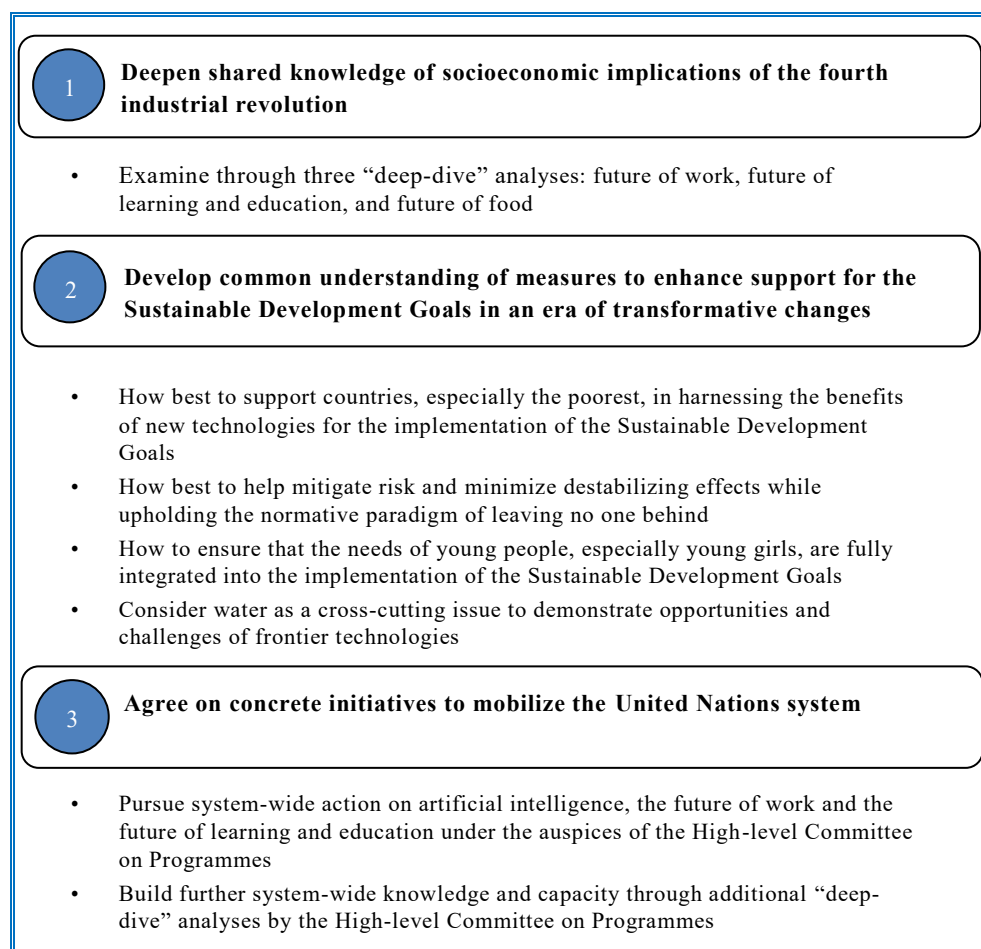 1
Deepen shared knowledge of socioeconomic implications of the fourth
industrial revolution
• Examine through three “deep-dive” analyses: future of work, future of
learning and education, and future of food
2
Develop common understanding of measures to enhance support for the
Sustainable Development Goals in an era of transformative changes
• How best to support countries, especially the poorest, in harnessing the benefits
of new technologies for the implementation of the Sustainable Development
Goals
• How best to help mitigate risk and minimize destabilizing effects while
upholding the normative paradigm of leaving no one behind
• How to ensure that the needs of young people, especially young girls, are fully
integrated into the implementation of the Sustainable Development Goals
• Consider water as a cross-cutting issue to demonstrate opportunities and
challenges of frontier technologies
3
Agree on concrete initiatives to mobilize the United Nations system
• Pursue system-wide action on artificial intelligence, the future of work and the
future of learning and education under the auspices of the High-level Committee
on Programmes
• Build further system-wide knowledge and capacity through additional “deep-
dive” analyses by the High-level Committee on Programmes